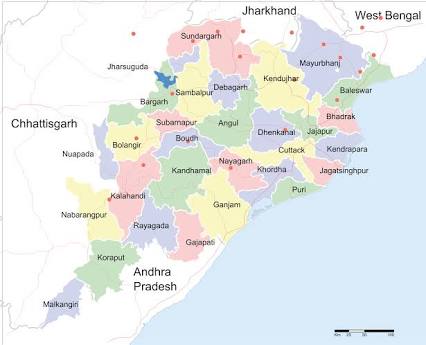 Jharkhand
West Bengal
Sundargarh
Jharsuguda
Mayurbhanj
Kendujhar
Debagarh
Sambalpur
Baleswar
Bargarh
Bhadrak
Chhattisgarh
Subarnapur
Angul
Dhenkanal
Jajapur
Boudh
Bolangir
Cuttack
Kendrapara
Nuapada
Nayagarh
Kandhamal
Khordha
Jagatsinghpur
Puri
Kalahandi
Ganjam
Nabarangpur
Rayagada
Gajapati
Koraput
Andhra
Pradesh
Malkangiri